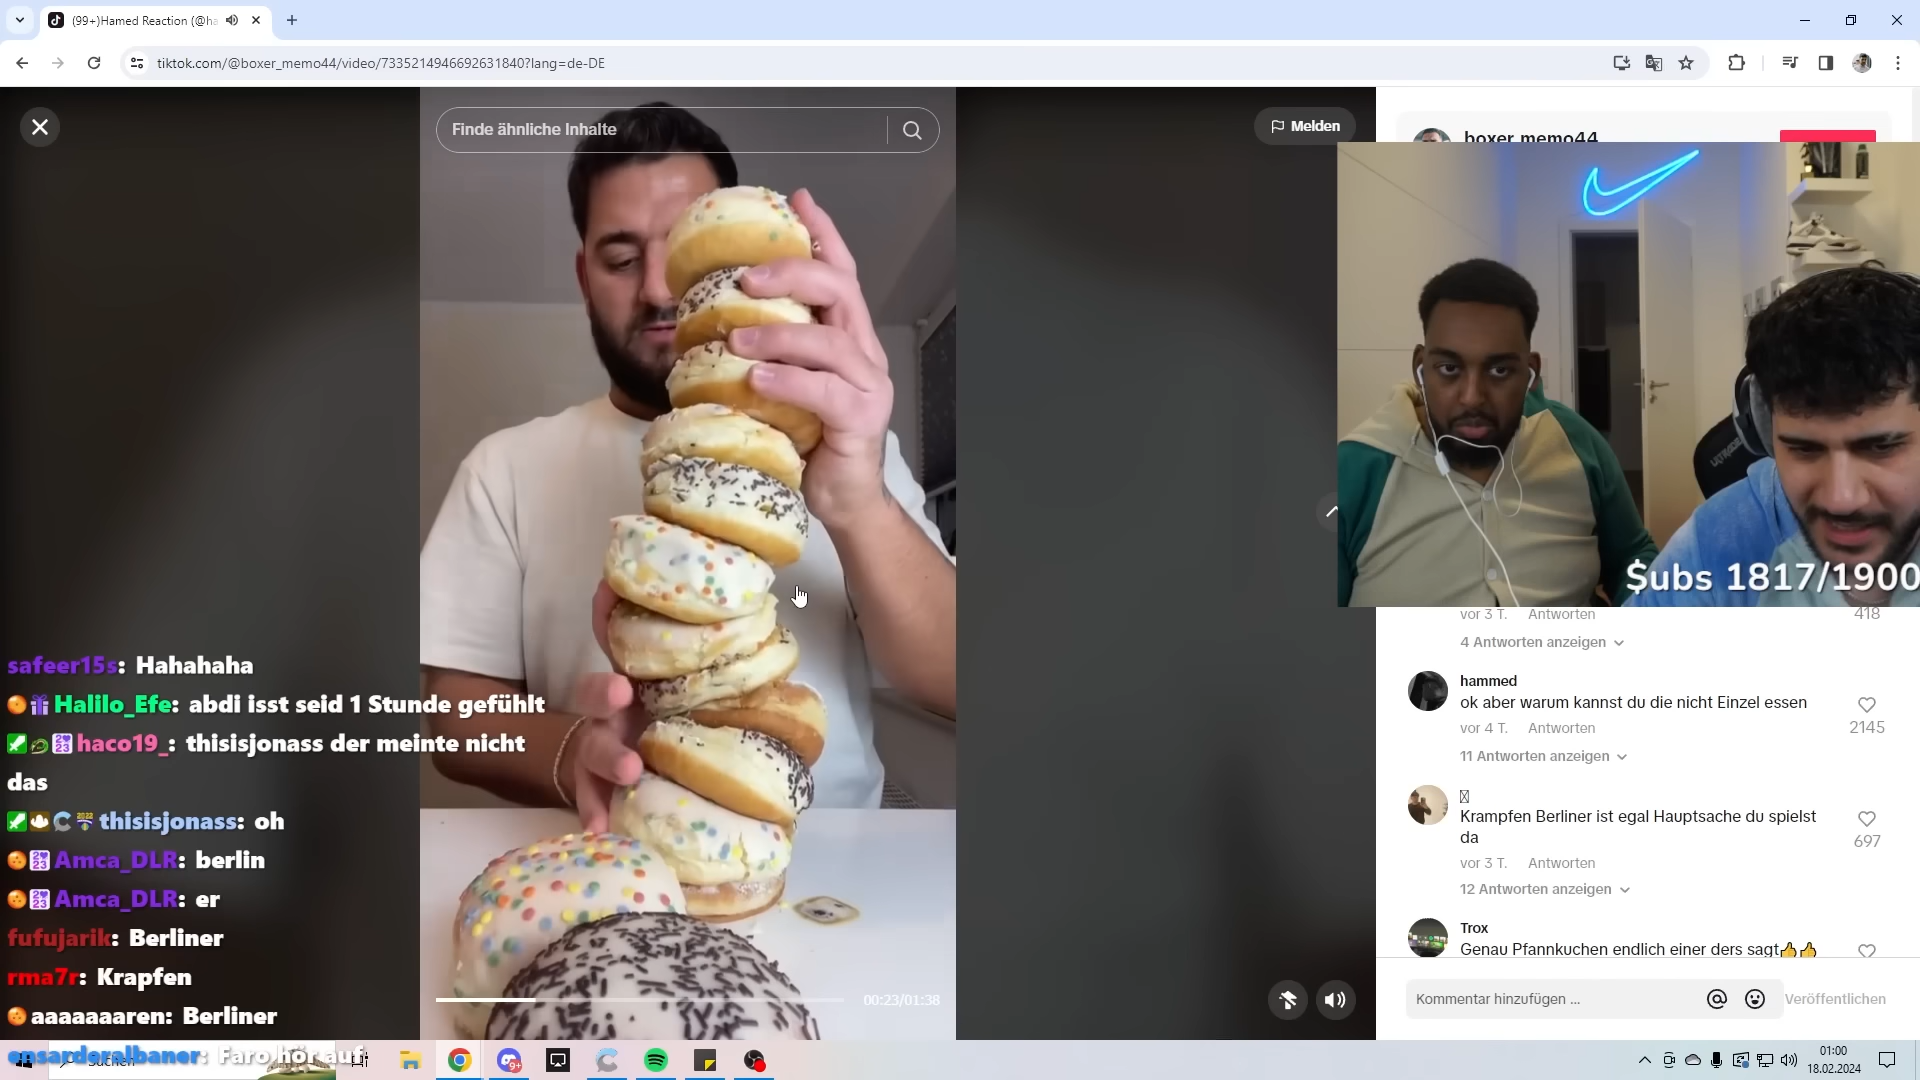 (99+)Hamed Reaction (@ha
tiktok.com/@boxer_memo44/video/7335214946692631840?lang=de-DE
Finde ähnliche Inhalte
Melden
boxer_memo44
$ubs 1817/1900
vor 3 T. Antworten
418
4 Antworten anzeigen
hammed
ok aber warum kannst du die nicht Einzel essen
vor 4 T. Antworten
2145
11 Antworten anzeigen
Krampfen Berliner ist egal Hauptsache du spielst
da
697
vor 3 T. Antworten
12 Antworten anzeigen
Trox
Genau Pfannkuchen endlich einer ders sagt👍👍
Kommentar hinzufügen ...
Veröffentlichen
00:23/01:38
safeer15s: Hahahaha
Halilo_Efe: abdi isst seid 1 Stunde gefühlt
haco19_: thisisjonass der meinte nicht
das
thisisjonass: oh
Amca_DLR: berlin
Amca_DLR: er
fufujarik: Berliner
rma7r: Krapfen
aaaaaaaren: Berliner
ensarderalbaner: Faro hör auf
Suchen
01:00
18.02.2024